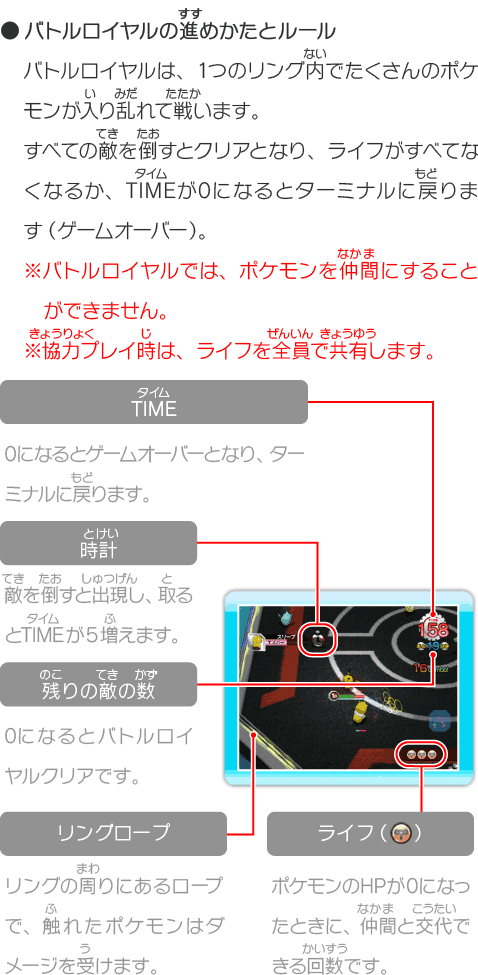 ● バトルロイヤルの進めかたとルール
バトルロイヤルは、1つのリング内でたくさんのポケ
モンが入り乱れて戦います。
すべての敵を倒すとクリアとなり、ライフがすべてな
くなるか、TIMEが0になるとターミナルに戻りま
す（ゲームオーバー）。
※バトルロイヤルでは、ポケモンを仲間にすること
ができません。
※協力プレイ時は、ライフを全員で共有します。
TIME
0になるとゲームオーバーとなり、ター
ミナルに戻ります。
時計
敵を倒すと出現し、取る
とTIMEが5増えます。
残りの敵の数
0になるとバトルロイ
ヤルクリアです。
スリープ
158
19
リングロープ
リングの周りにあるロープ
で、触れたポケモンはダ
メージを受けます。
ライフ（）
ポケモンのHPが0になっ
たときに、仲間と交代で
きる回数です。